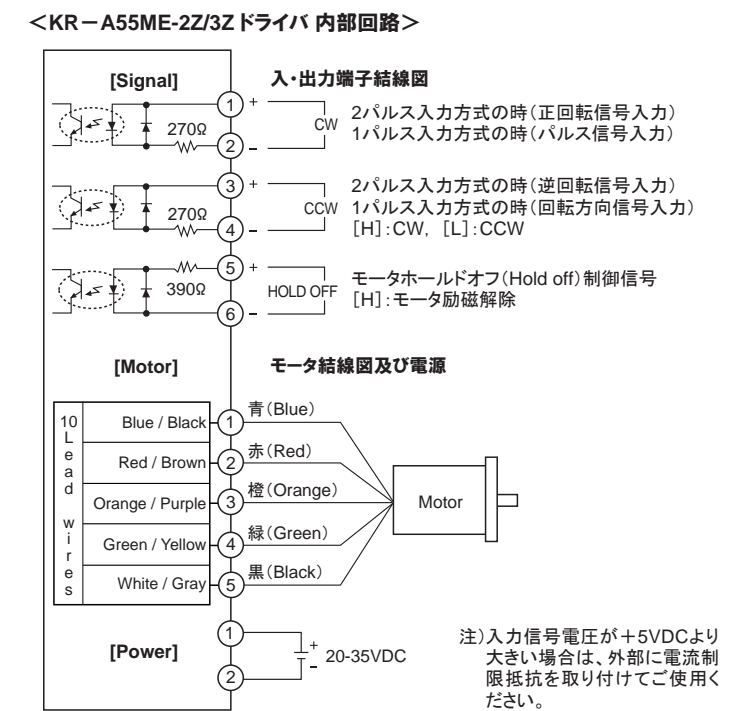 ＜KR－A55ME-2Z/3Zドライバ 内部回路＞
[Signal]
入・出力端子結線図
1 +
270Ω
2 −
CW
2パルス入力方式の時（正回転信号入力）
1パルス入力方式の時（パルス信号入力）
3 +
270Ω
4 −
CCW
2パルス入力方式の時（逆回転信号入力）
1パルス入力方式の時（回転方向信号入力）
［H］：CW, ［L］：CCW
5 +
390Ω
6 −
HOLD OFF
モータホールドオフ（Hold off）制御信号
［H］：モータ励磁解除
[Motor]
モータ結線図及び電源
10 Lead wires
Blue / Black 1 青（Blue）
Red / Brown 2 赤（Red）
Orange / Purple 3 橙（Orange）
Green / Yellow 4 緑（Green）
White / Gray 5 黒（Black）
Motor
[Power]
1
+
− 20-35VDC
2
注）入力信号電圧が＋5VDCより
大きい場合は、外部に電流制
限抵抗を取り付けてご使用く
ださい。